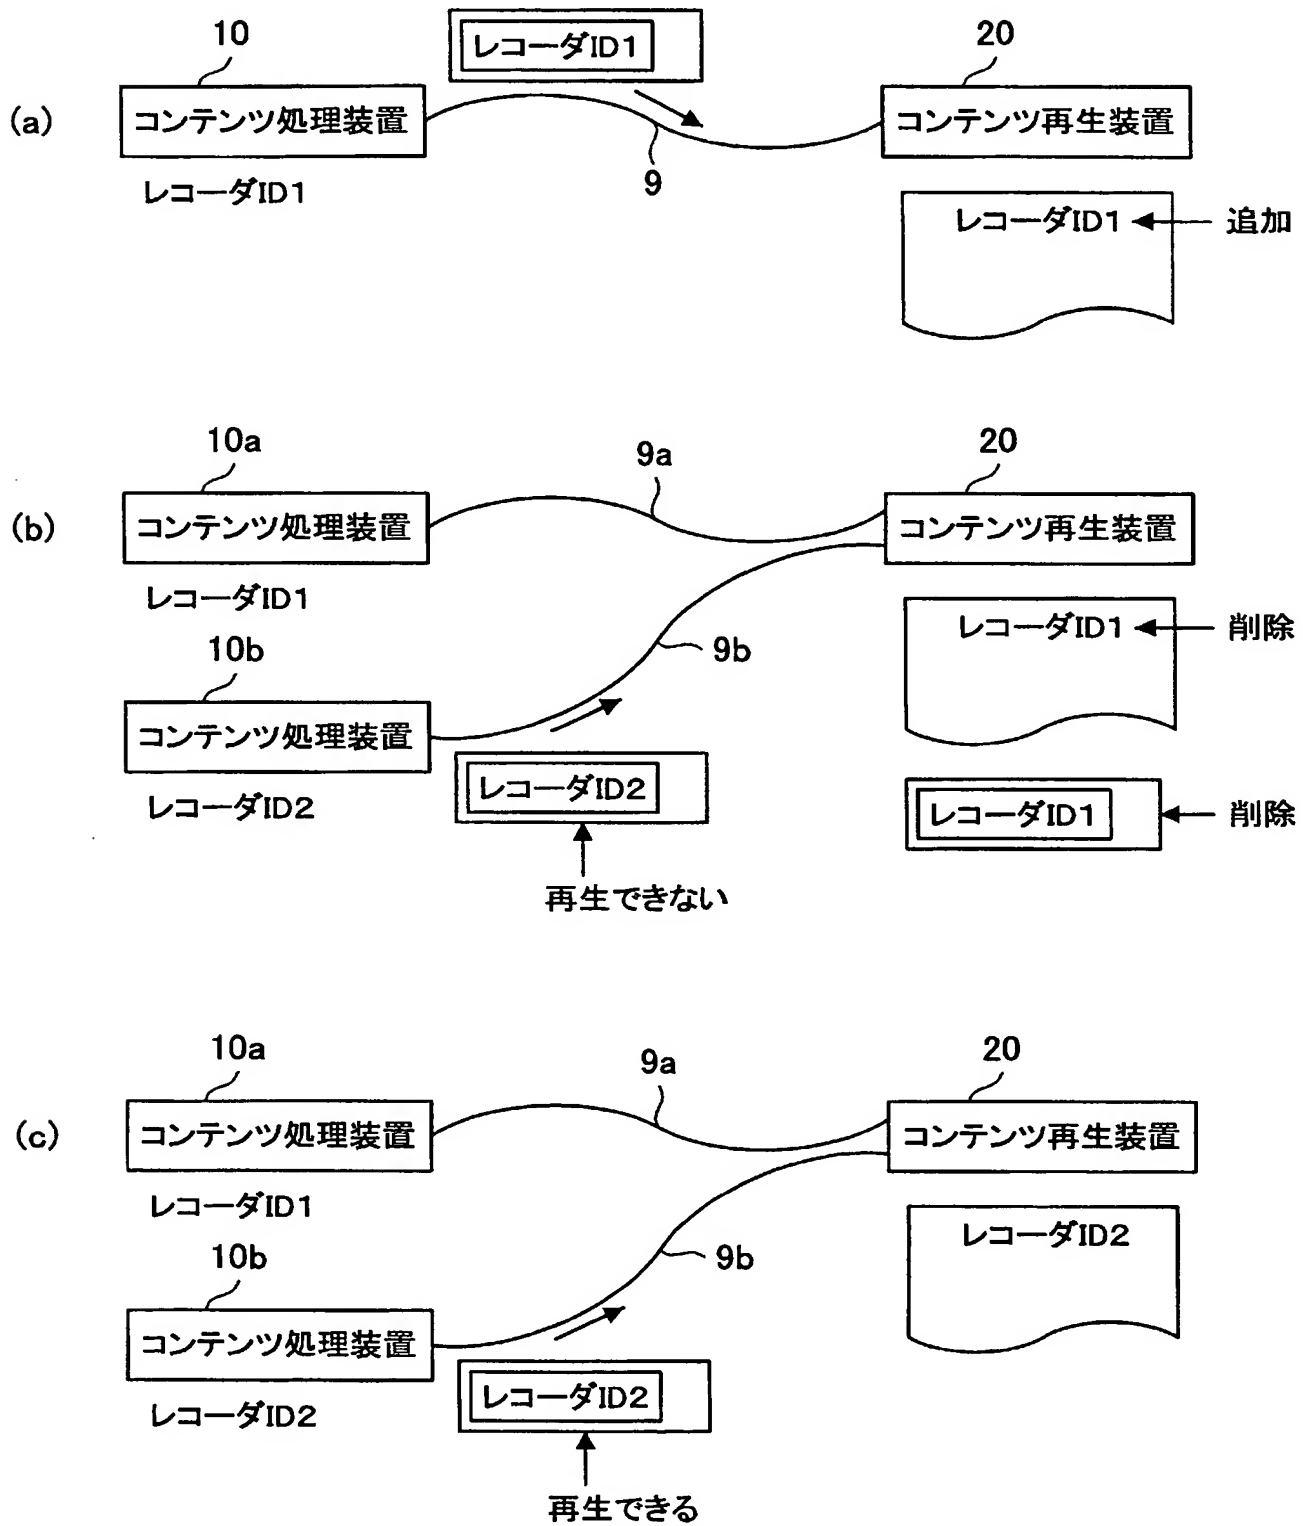 10
レコーダID1
20
(a)
コンテンツ処理装置
コンテンツ再生装置
9
レコーダID1
レコーダID1
追加
10a
9a
20
(b)
コンテンツ処理装置
コンテンツ再生装置
レコーダID1
レコーダID1
削除
10b
9b
コンテンツ処理装置
レコーダID2
レコーダID2
レコーダID1
削除
再生できない
10a
9a
20
(c)
コンテンツ処理装置
コンテンツ再生装置
レコーダID1
レコーダID2
10b
9b
コンテンツ処理装置
レコーダID2
レコーダID2
再生できる